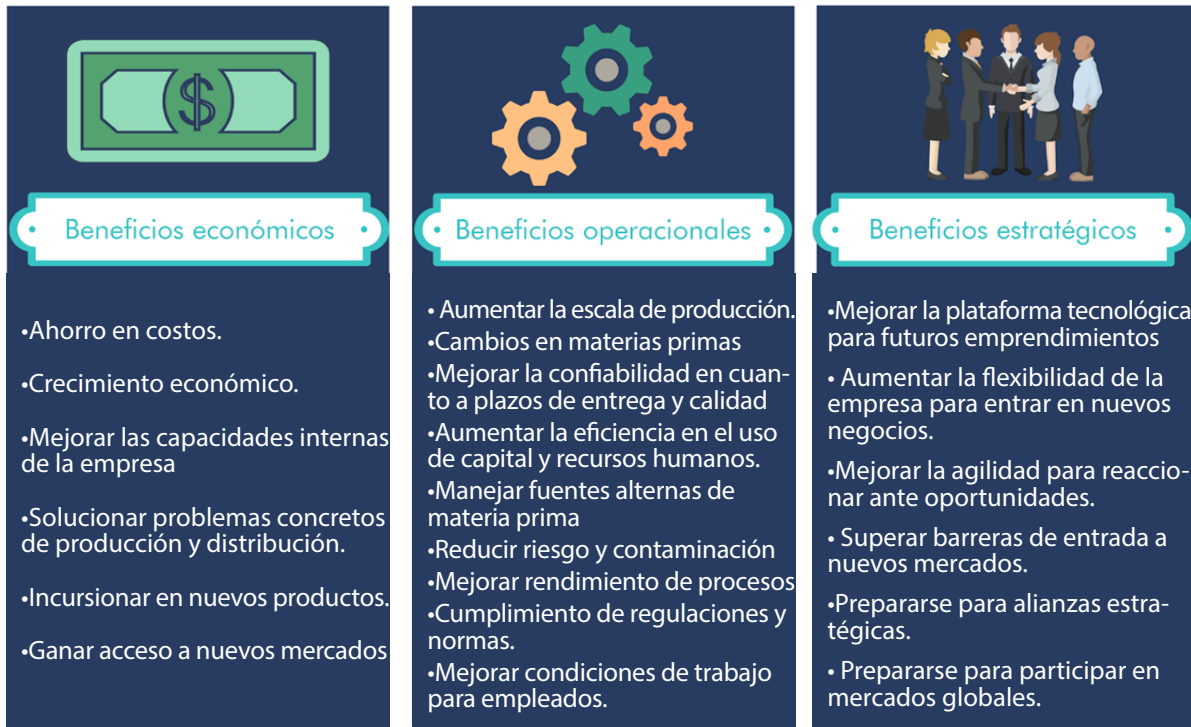 $
Beneficios económicos
•Ahorro en costos.
•Crecimiento económico.
•Mejorar las capacidades internas
de la empresa
•Solucionar problemas concretos
de producción y distribución.
•Incursionar en nuevos productos.
•Ganar acceso a nuevos mercados
Beneficios operacionales
• Aumentar la escala de producción.
•Cambios en materias primas
•Mejorar la confiabilidad en cuan-
to a plazos de entrega y calidad
•Aumentar la eficiencia en el uso
de capital y recursos humanos.
•Manejar fuentes alternas de
materia prima
•Reducir riesgo y contaminación
•Mejorar rendimiento de procesos
•Cumplimiento de regulaciones y
normas.
•Mejorar condiciones de trabajo
para empleados.
Beneficios estratégicos
•Mejorar la plataforma tecnológica
para futuros emprendimientos
• Aumentar la flexibilidad de la
empresa para entrar en nuevos
negocios.
•Mejorar la agilidad para reaccio-
nar ante oportunidades.
• Superar barreras de entrada a
nuevos mercados.
•Prepararse para alianzas estra-
tégicas.
• Prepararse para participar en
mercados globales.